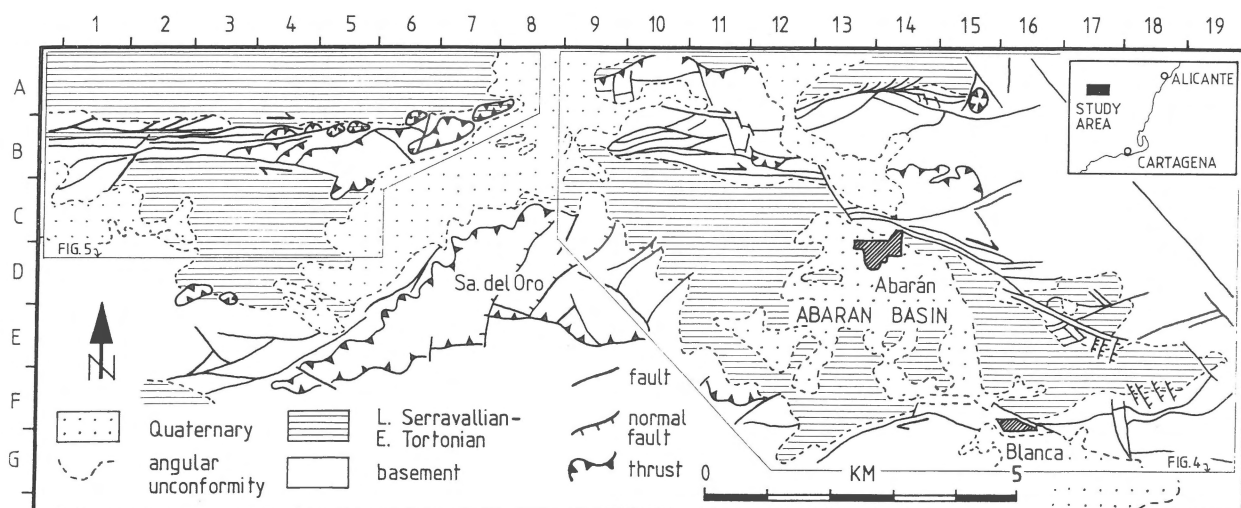 1 2 3 4 5 6 7 8 9 10 11 12 13 14 15 16 17 18 19
A
B
C
D
E
F
G
ALICANTE
STUDY
AREA
CARTAGENA
FIG.5
Sa. del Oro
Abarán
ABARAN BASIN
N
fault
normal
fault
thrust
Quaternary
angular
unconformity
L. Serravallian-
E. Tortonian
basement
0 KM 5
Blanca
FIG.4